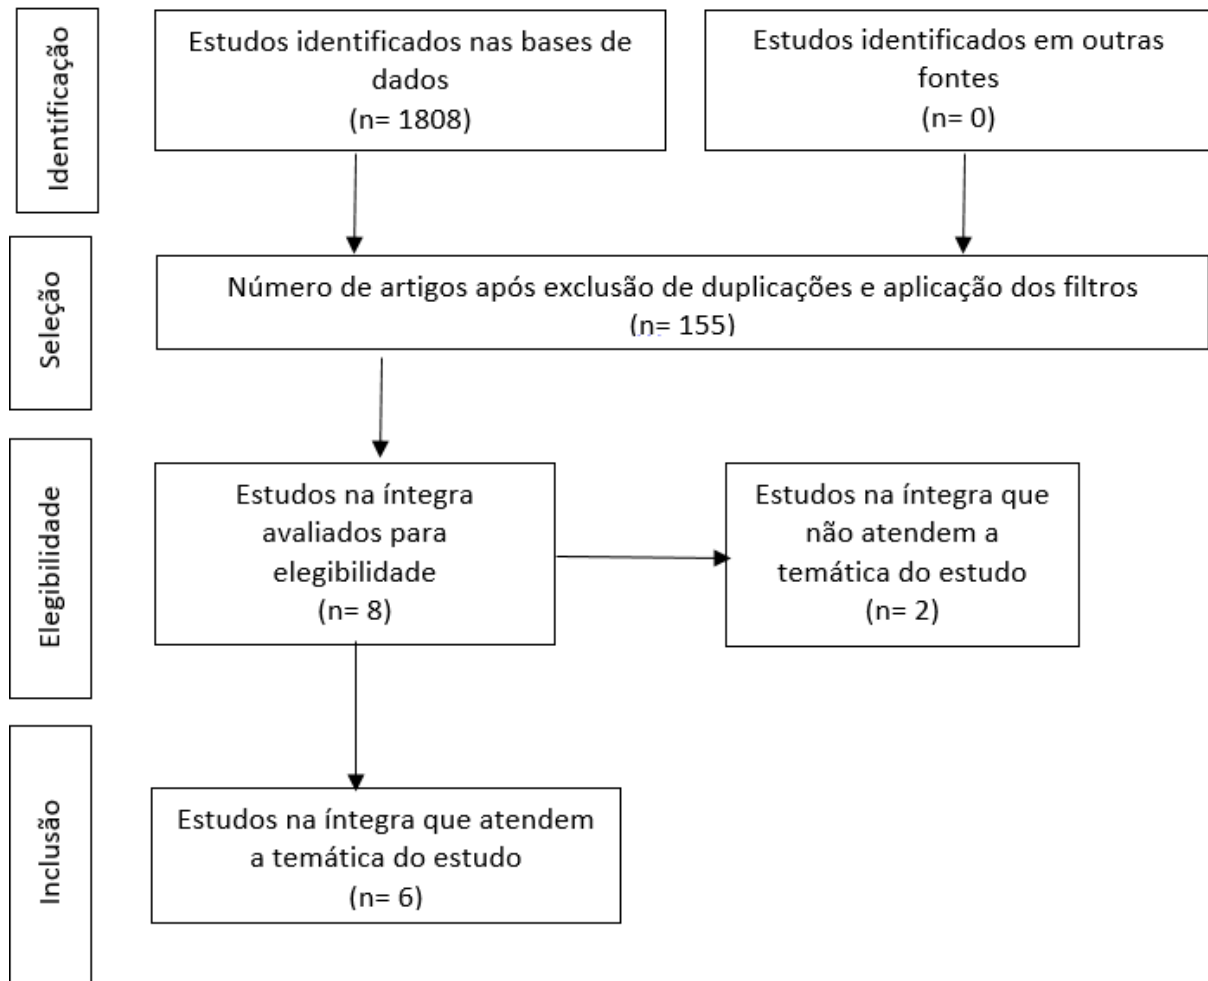 Identificação
Estudos identificados nas bases de
dados
(n= 1808)
Estudos identificados em outras
fontes
(n= 0)
Seleção
Número de artigos após exclusão de duplicações e aplicação dos filtros
(n= 155)
Elegibilidade
Estudos na íntegra
avaliados para
elegibilidade
(n= 8)
Estudos na íntegra que
não atendem a
temática do estudo
(n= 2)
Inclusão
Estudos na íntegra que atendem
a temática do estudo
(n= 6)